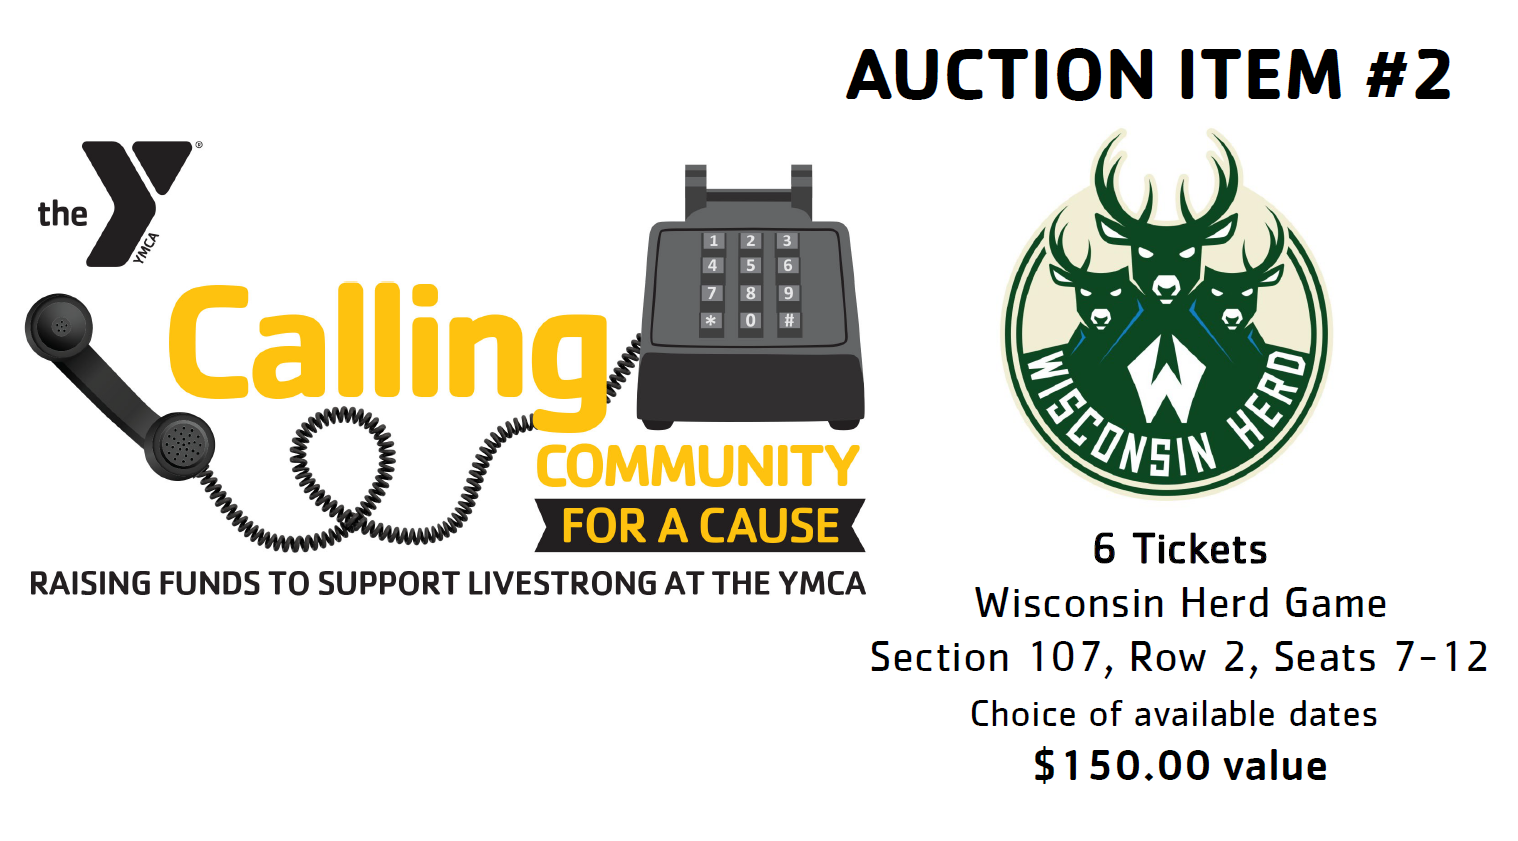 AUCTION ITEM #2
the
YMCA
®
Calling
COMMUNITY
FOR A CAUSE
RAISING FUNDS TO SUPPORT LIVESTRONG AT THE YMCA
1 2 3
4 5 6
7 8 9
* 0 #
WISCONSIN HERD
6 Tickets
Wisconsin Herd Game
Section 107, Row 2, Seats 7-12
Choice of available dates
$150.00 value